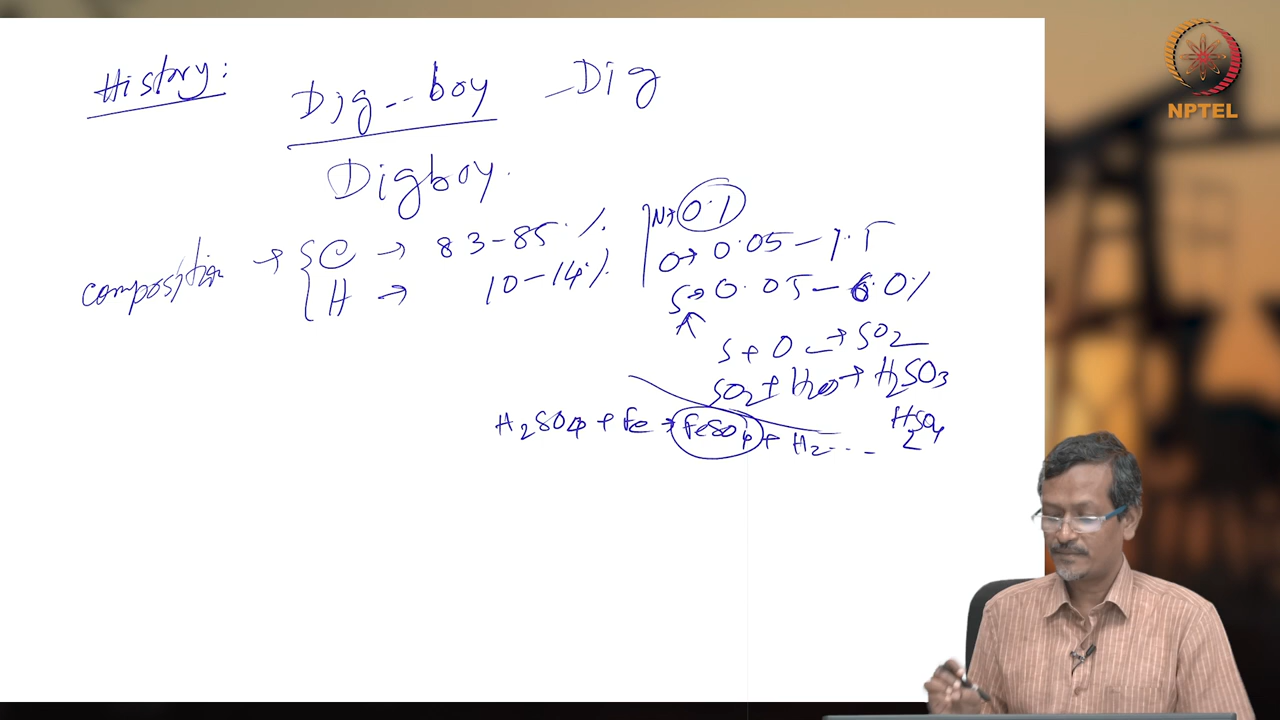 History:
Dig--boy - Dig
Digboy.
NPTEL
composition → { C → 83-85·/.
H → 10-14·/.
N → 0.1
O → 0.05-1.5
S → 0.05-6.0/.
S + O → SO2
SO2 + H2O → H2SO3
H2SO4
H2SO4 + Fe → FeSO4 + H2...